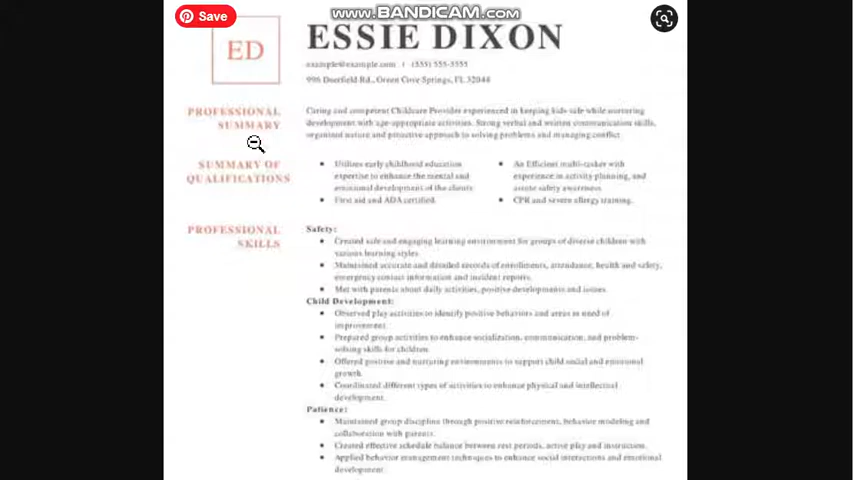 Save
www.BANDICAM.com
ED
ESSIE DIXON
example@example.com | (555) 555-5555
996 Deerfield Rd., Green Cove Springs, FL 32044
PROFESSIONAL
SUMMARY
Caring and competent Childcare Provider experienced in keeping kids safe while nurturing
development with age-appropriate activities. Strong verbal and written communication skills,
organized nature and proactive approach to solving problems and managing conflict
SUMMARY OF
QUALIFICATIONS
• Utilizes early childhood education
expertise to enhance the mental and
emotional development of the clients
• First aid and ADA certified.
• An Efficient multi-tasker with
experience in activity planning, and
assure safety awareness
• CPR and severe allergy training.
PROFESSIONAL
SKILLS
Safety:
• Created safe and engaging learning environment for groups of diverse children with
various learning styles
• Maintained accurate and detailed records of enrollments, attendance, health and safety,
emergency contact information and incident reports.
• Met with parents about daily activities, positive developments and issues.
Child Development:
• Observed play activities to identify positive behaviors and areas in need of
improvement.
• Prepared group activities to enhance socialization, communication, and problem-
solving skills for children.
• Offered positive and nurturing environments to support child social and emotional
growth.
• Coordinated different types of activities to enhance physical and intellectual
development.
Patience:
• Maintained group discipline through positive reinforcement, behavior modeling and
collaboration with parents.
• Created effective schedule balance between rest periods, active play and instruction.
• Applied behavior management techniques to enhance social interactions and emotional
development.